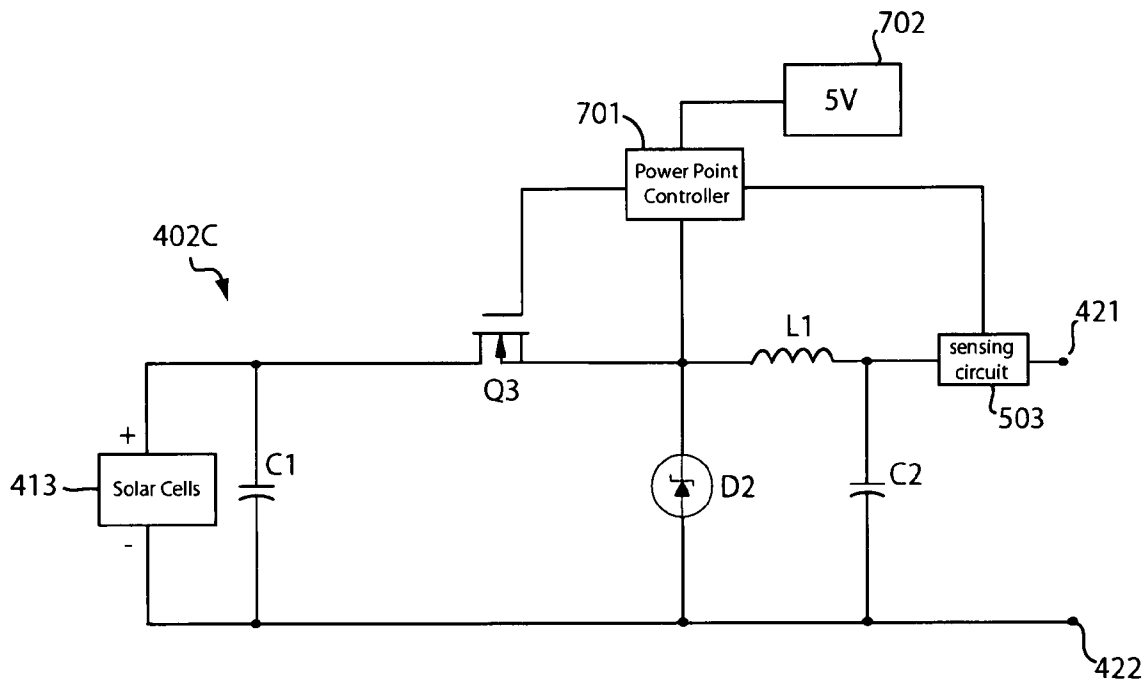 702
5V
701
Power Point
Controller
402C
L1
421
sensing
circuit
Q3
503
+
413
Solar Cells
C1
D2
C2
-
422